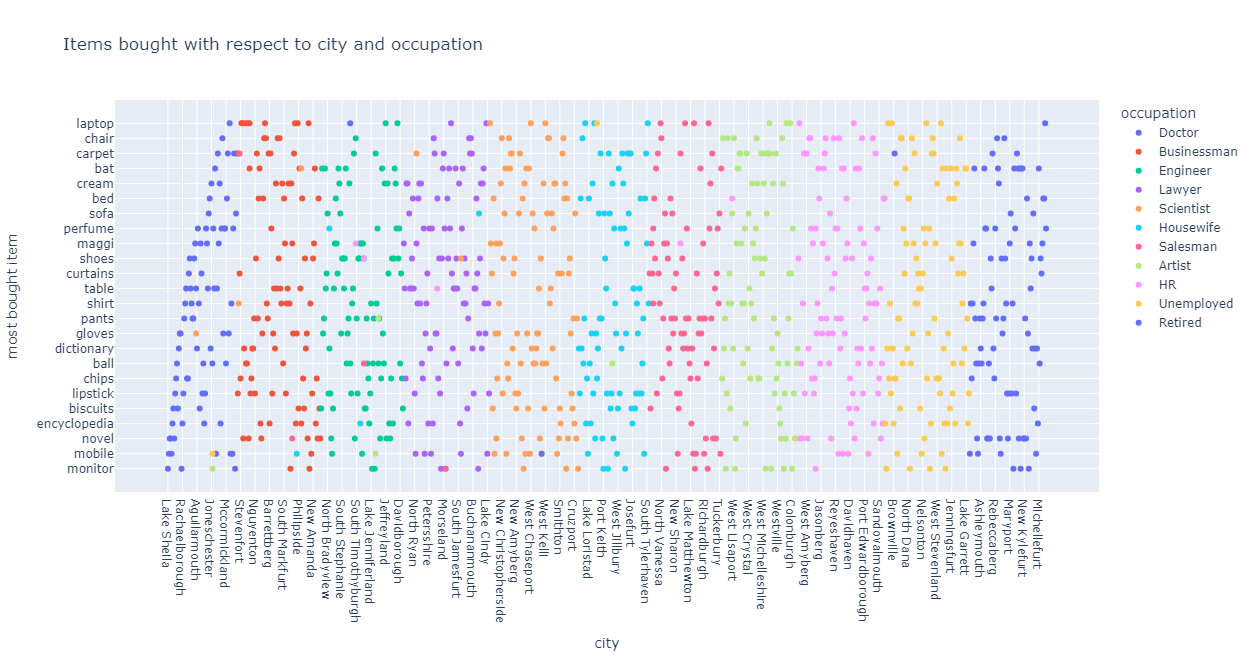 Items bought with respect to city and occupation
most bought item
laptop
chair
carpet
bat
cream
bed
sofa
perfume
maggi
shoes
curtains
table
shirt
pants
gloves
dictionary
ball
chips
lipstick
biscuits
encyclopedia
novel
mobile
monitor
Lake Sheila
Rachaelborough
Aguilarmouth
Joneschester
Mccormickland
Stevenfort
Nguyenton
Barrettberg
South Markfurt
Phillipside
New Amanda
North Bradyview
South Stephanie
South Timothyburgh
Lake Jenniferland
Jeffreyland
Davidborough
North Ryan
Petersshire
Morseland
South Jamesfurt
Buchananmouth
Lake Cindy
New Christopherside
New Amyberg
West Chaseport
West Kelli
Smithton
Cruzport
Lake Loristad
Port Keith
West Jillbury
Josefurt
South Tylerhaven
North Vanessa
New Sharon
Lake Matthewton
Richardburgh
Tuckerbury
West Lisaport
West Crystal
West Michelleshire
Westville
Colonburgh
West Amyberg
Jasonberg
Reyeshaven
Davidhaven
Port Edwardborough
Sandovalmouth
Brownville
North Dana
Nelsonton
West Stevenland
Jenningsfurt
Lake Garrett
Ashleymouth
Rebeccaberg
Maryport
New Kylefurt
Michellefurt
city
occupation
Doctor
Businessman
Engineer
Lawyer
Scientist
Housewife
Salesman
Artist
HR
Unemployed
Retired